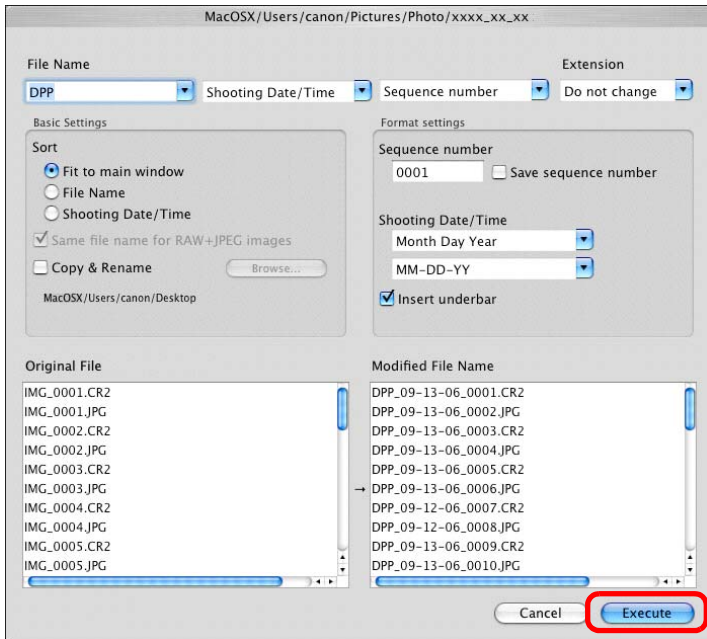 MacOSX/Users/canon/Pictures/Photo/xxxx_xx_xx
File Name
Extension
DPP
Shooting Date/Time
Sequence number
Do not change
Basic Settings
Sort
Fit to main window
File Name
Shooting Date/Time
Same file name for RAW+JPEG images
Copy & Rename
Browse...
MacOSX/Users/canon/Desktop
Format settings
Sequence number
0001
Save sequence number
Shooting Date/Time
Month Day Year
MM-DD-YY
Insert underbar
Original File
IMG_0001.CR2
IMG_0001.JPG
IMG_0002.CR2
IMG_0002.JPG
IMG_0003.CR2
IMG_0003.JPG
IMG_0004.CR2
IMG_0004.JPG
IMG_0005.CR2
IMG_0005.JPG
→
Modified File Name
DPP_09-13-06_0001.CR2
DPP_09-13-06_0002.JPG
DPP_09-13-06_0003.CR2
DPP_09-13-06_0004.JPG
DPP_09-13-06_0005.CR2
DPP_09-13-06_0006.JPG
DPP_09-12-06_0007.CR2
DPP_09-12-06_0008.JPG
DPP_09-13-06_0009.CR2
DPP_09-13-06_0010.JPG
Cancel
Execute